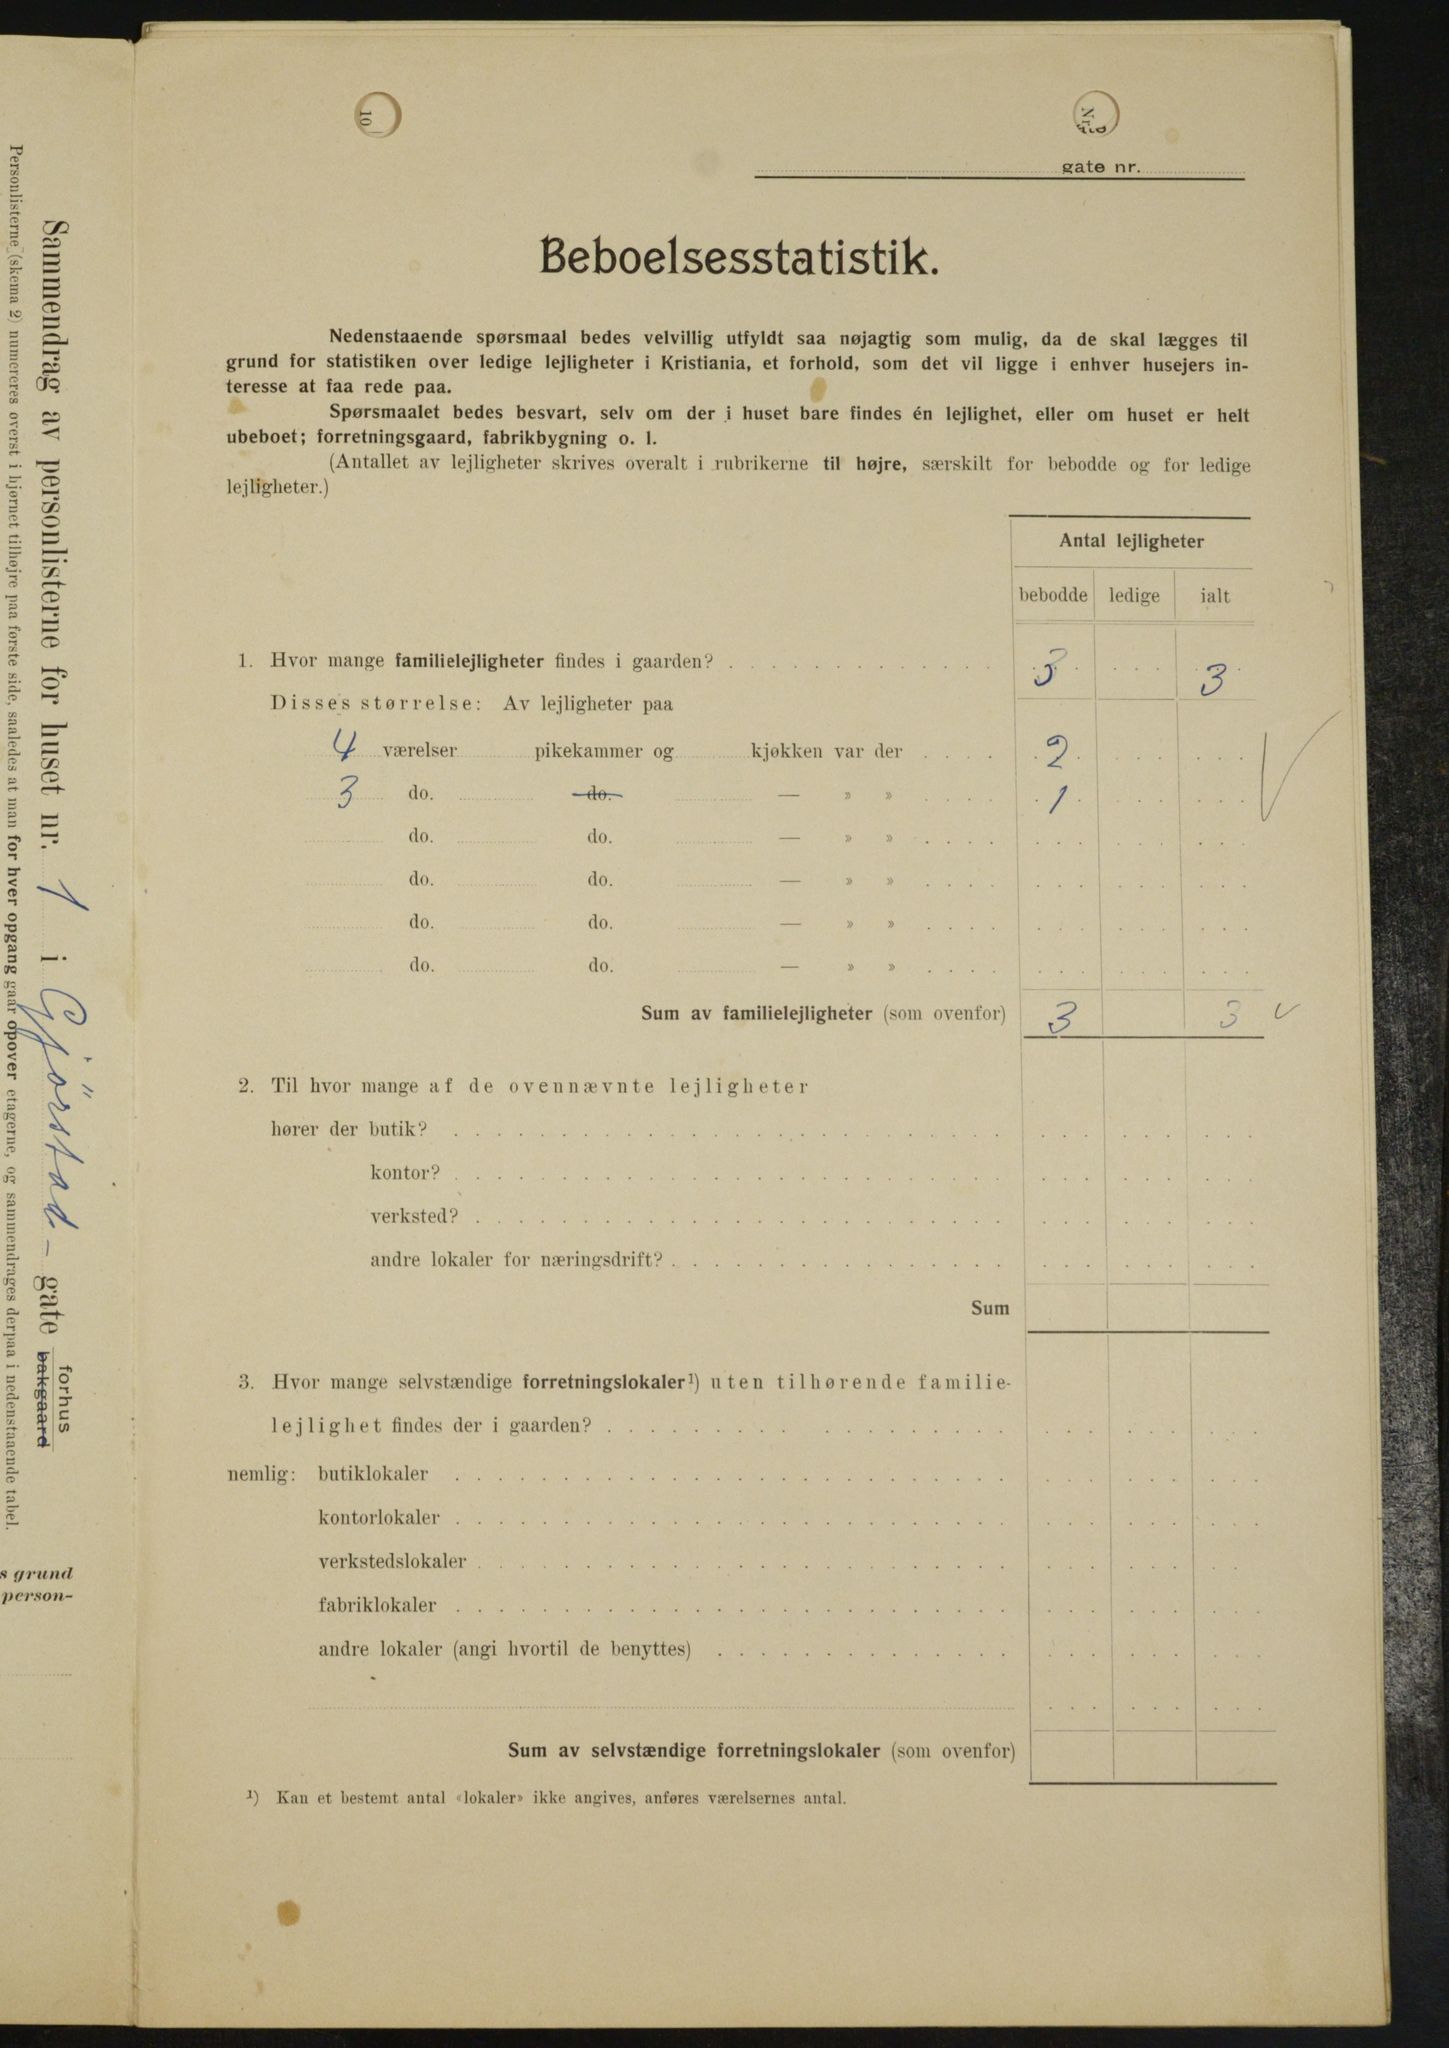 Personlisterne (skema 2) numereres øverst i hjørnet tilhøjre paa første side, saaledes at man for hver opgang gaar opover etagerne, og sammendrages derpaa i nedenstaaende tabel.
Sammendrag av personlisterne for huset nr. 1 i Gjörstad- gate forhus
bakgaard
s grund
person-
10
Nr.
gate nr.
Beboelsesstatistik.
Nedenstaaende spørsmaal bedes velvillig utfyldt saa nøjagtig som mulig, da de skal lægges til
grund for statistiken over ledige lejligheter i Kristiania, et forhold, som det vil ligge i enhver husejers in-
teresse at faa rede paa.
Spørsmaalet bedes besvart, selv om der i huset bare findes én lejlighet, eller om huset er helt
ubeboet; forretningsgaard, fabrikbygning o. l.
(Antallet av lejligheter skrives overalt i rubrikerne til højre, særskilt for bebodde og for ledige
lejligheter.)
Antal lejligheter
bebodde ledige ialt
1. Hvor mange familielejligheter findes i gaarden? 3 3
Disses størrelse: Av lejligheter paa
4 værelser pikekammer og kjøkken var der 2
3 do. do. — » » 1
do. do. — » »
do. do. — » »
do. do. — » »
do. do. — » »
Sum av familielejligheter (som ovenfor) 3 3
2. Til hvor mange af de ovennævnte lejligheter
hører der butik?
kontor?
verksted?
andre lokaler for næringsdrift?
Sum
3. Hvor mange selvstændige forretningslokaler¹) uten tilhørende familie-
lejlighet findes der i gaarden?
nemlig: butiklokaler
kontorlokaler
verkstedslokaler
fabriklokaler
andre lokaler (angi hvortil de benyttes)
Sum av selvstændige forretningslokaler (som ovenfor)
¹) Kan et bestemt antal «lokaler» ikke angives, anføres værelsernes antal.